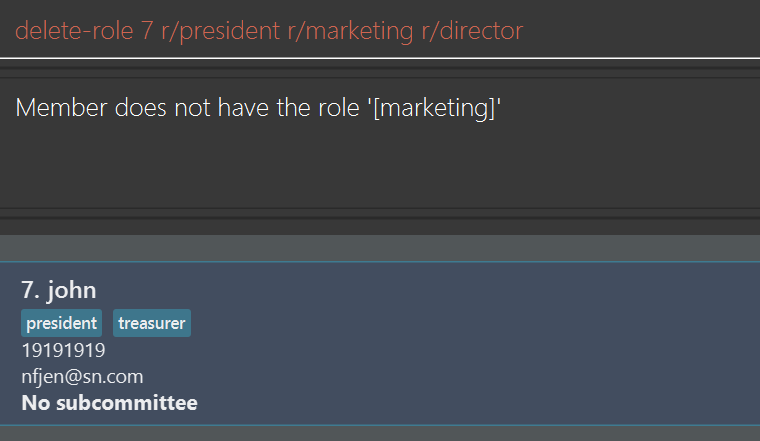 delete-role 7 r/president r/marketing r/director
Member does not have the role '[marketing]'
7. john
president treasurer
19191919
nfjen@sn.com
No subcommittee